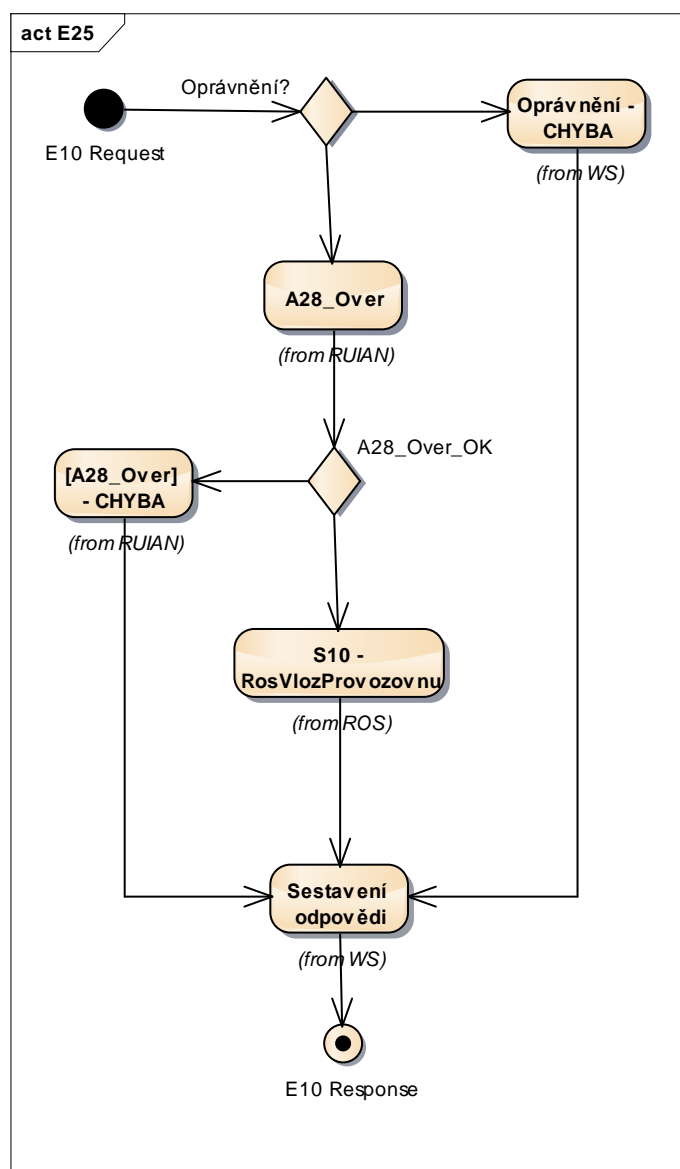 act E25
Oprávnění?
E10 Request
Oprávnění -
CHYBA
(from WS)
A28_Over
(from RUIAN)
A28_Over_OK
[A28_Over]
- CHYBA
(from RUIAN)
S10 -
RosVlozProvozovnu
(from ROS)
Sestavení
odpovědi
(from WS)
E10 Response